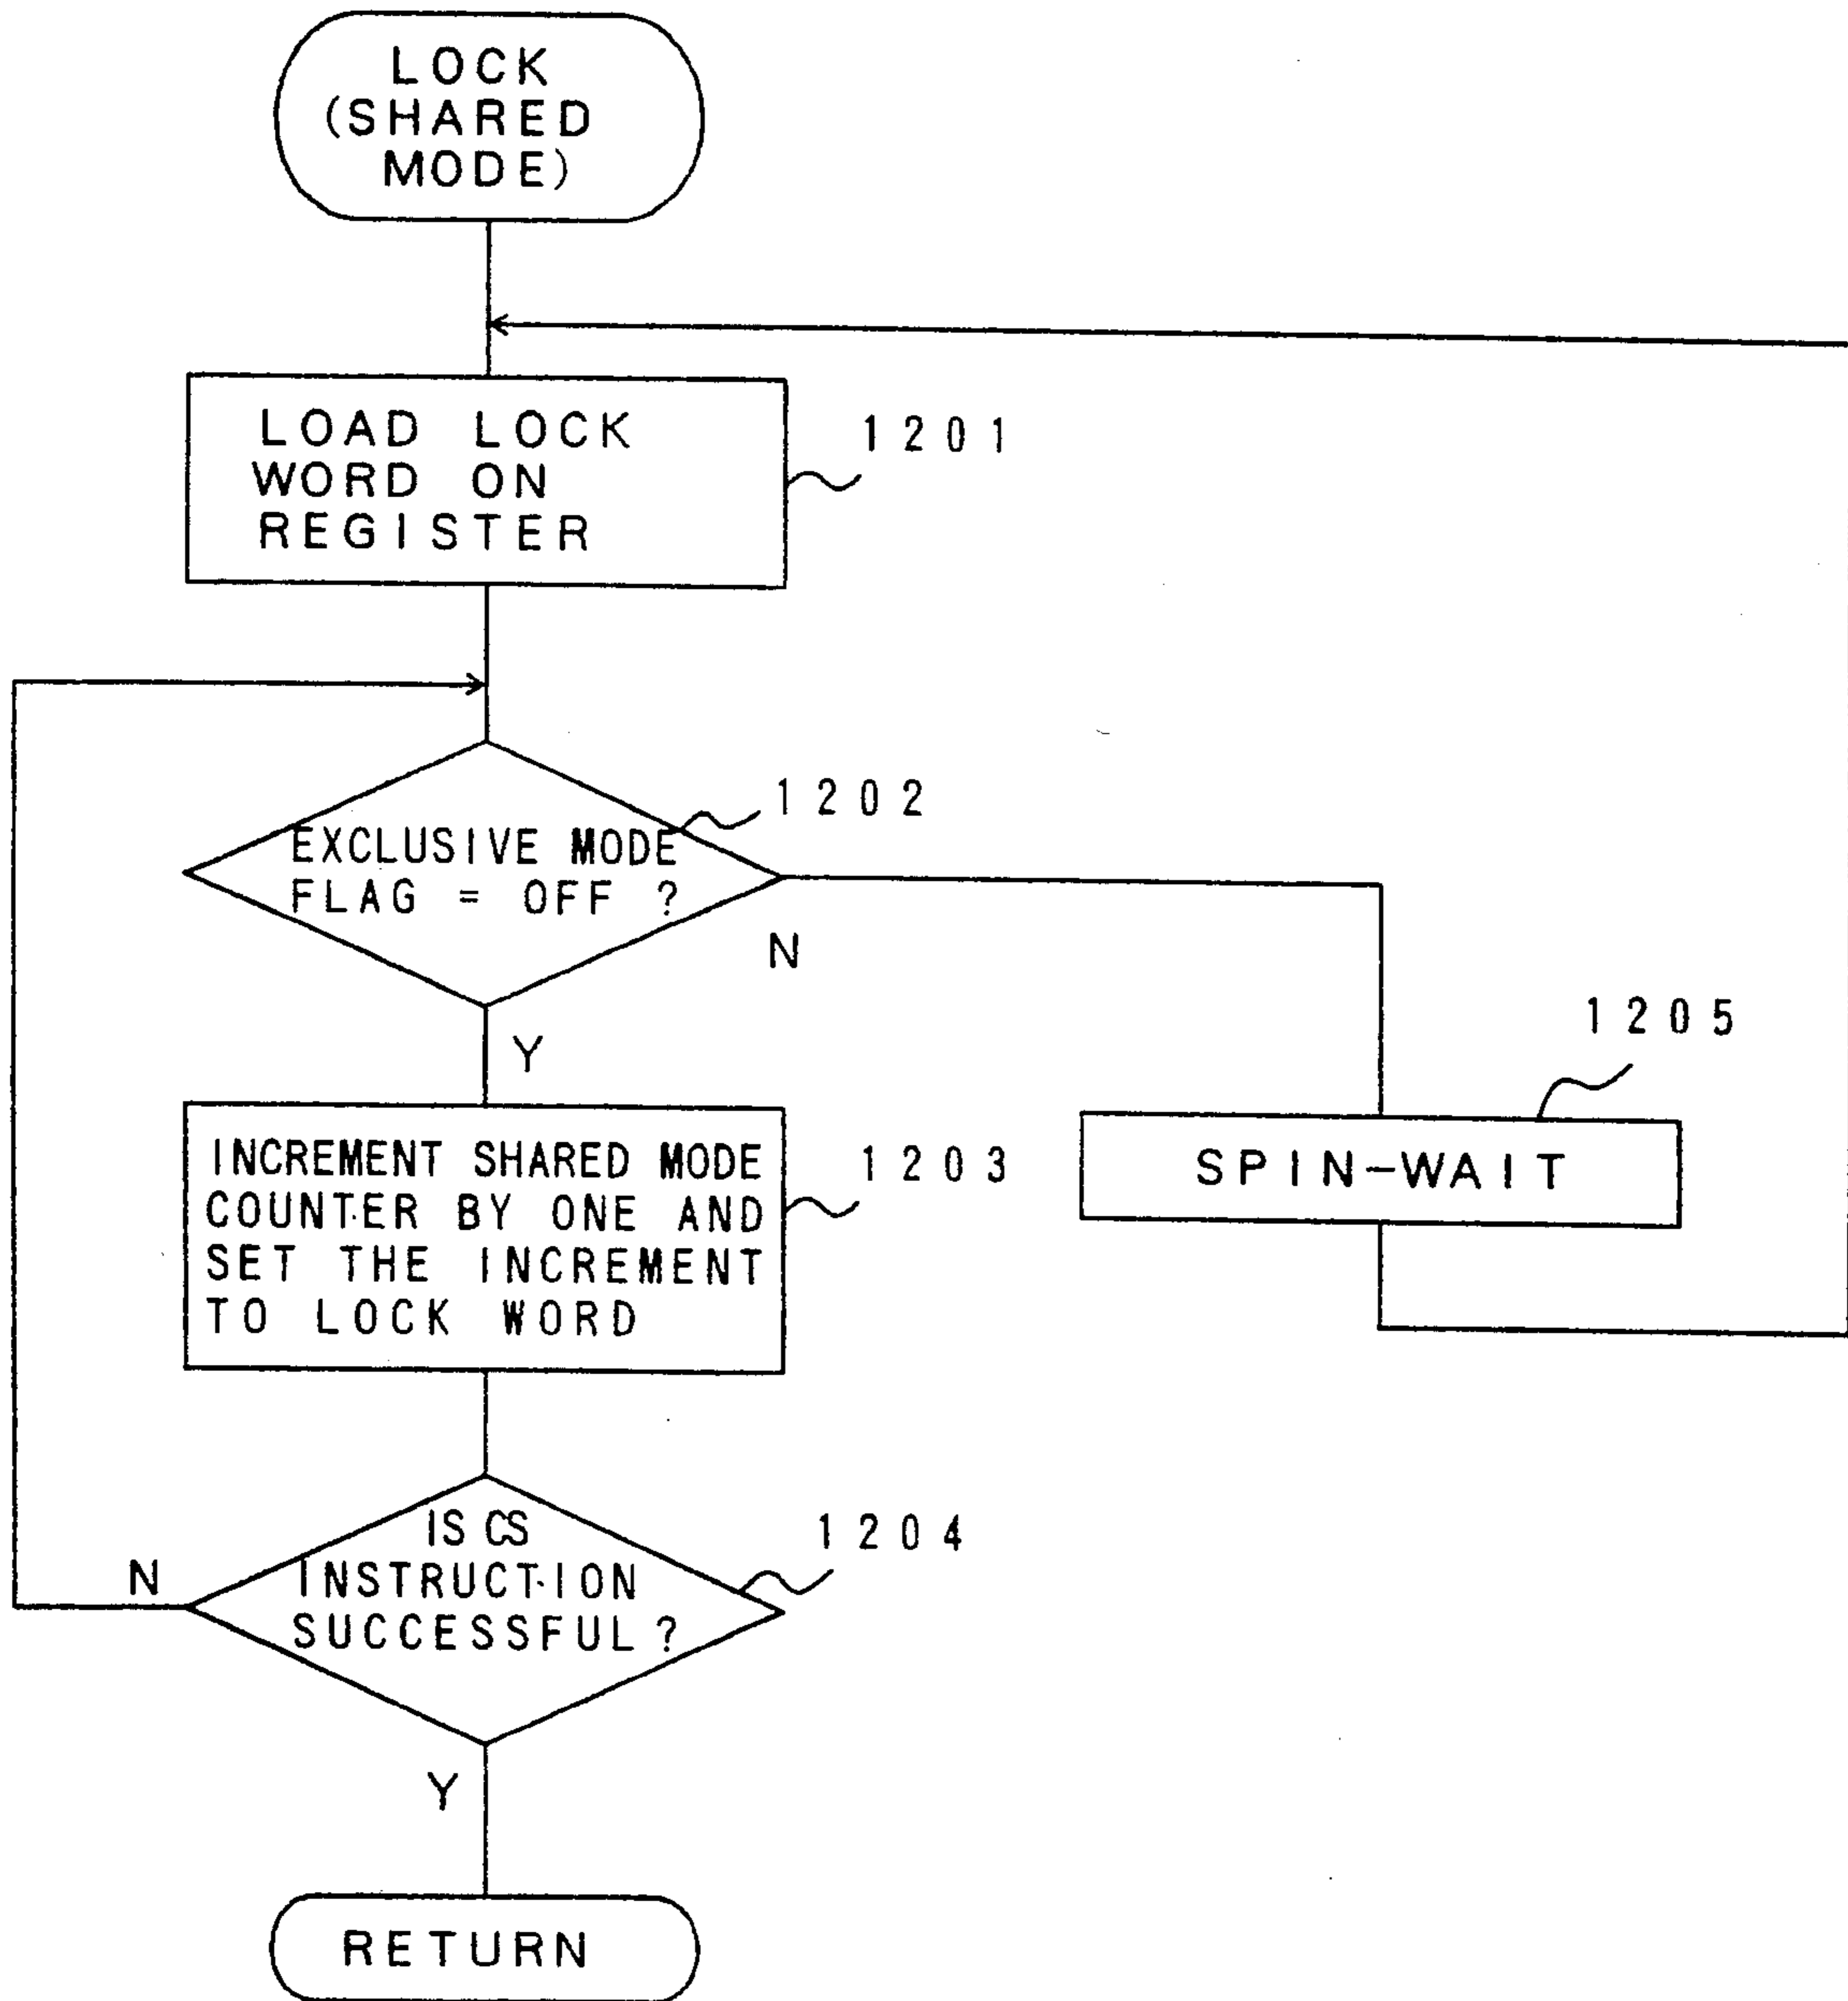 LOCK
(SHARED
MODE)
LOAD LOCK
WORD ON
REGISTER
1201
1202
EXCLUSIVE MODE
FLAG = OFF ?
N
Y
1205
SPIN-WAIT
INCREMENT SHARED MODE
COUNTER BY ONE AND
SET THE INCREMENT
TO LOCK WORD
1203
1204
IS CS
INSTRUCTION
SUCCESSFUL?
N
Y
RETURN